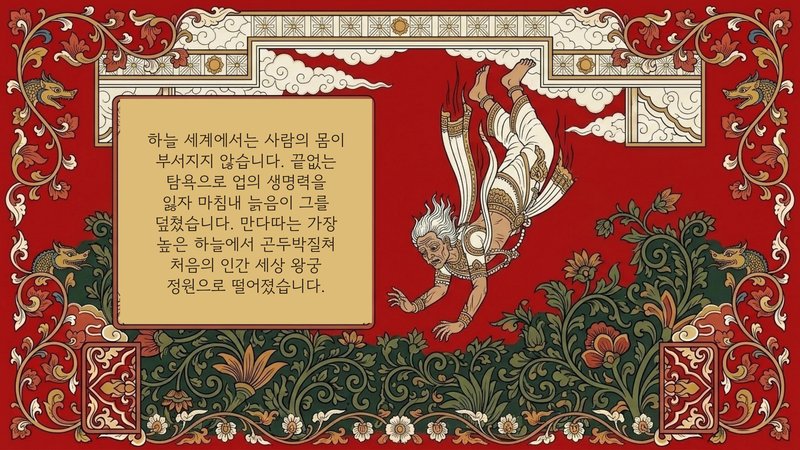 하늘 세계에서는 사람의 몸이
부서지지 않습니다. 끝없는
탐욕으로 업의 생명력을
잃자 마침내 늙음이 그를
덮쳤습니다. 만다따는 가장
높은 하늘에서 곤두박질쳐
처음의 인간 세상 왕궁
정원으로 떨어졌습니다.